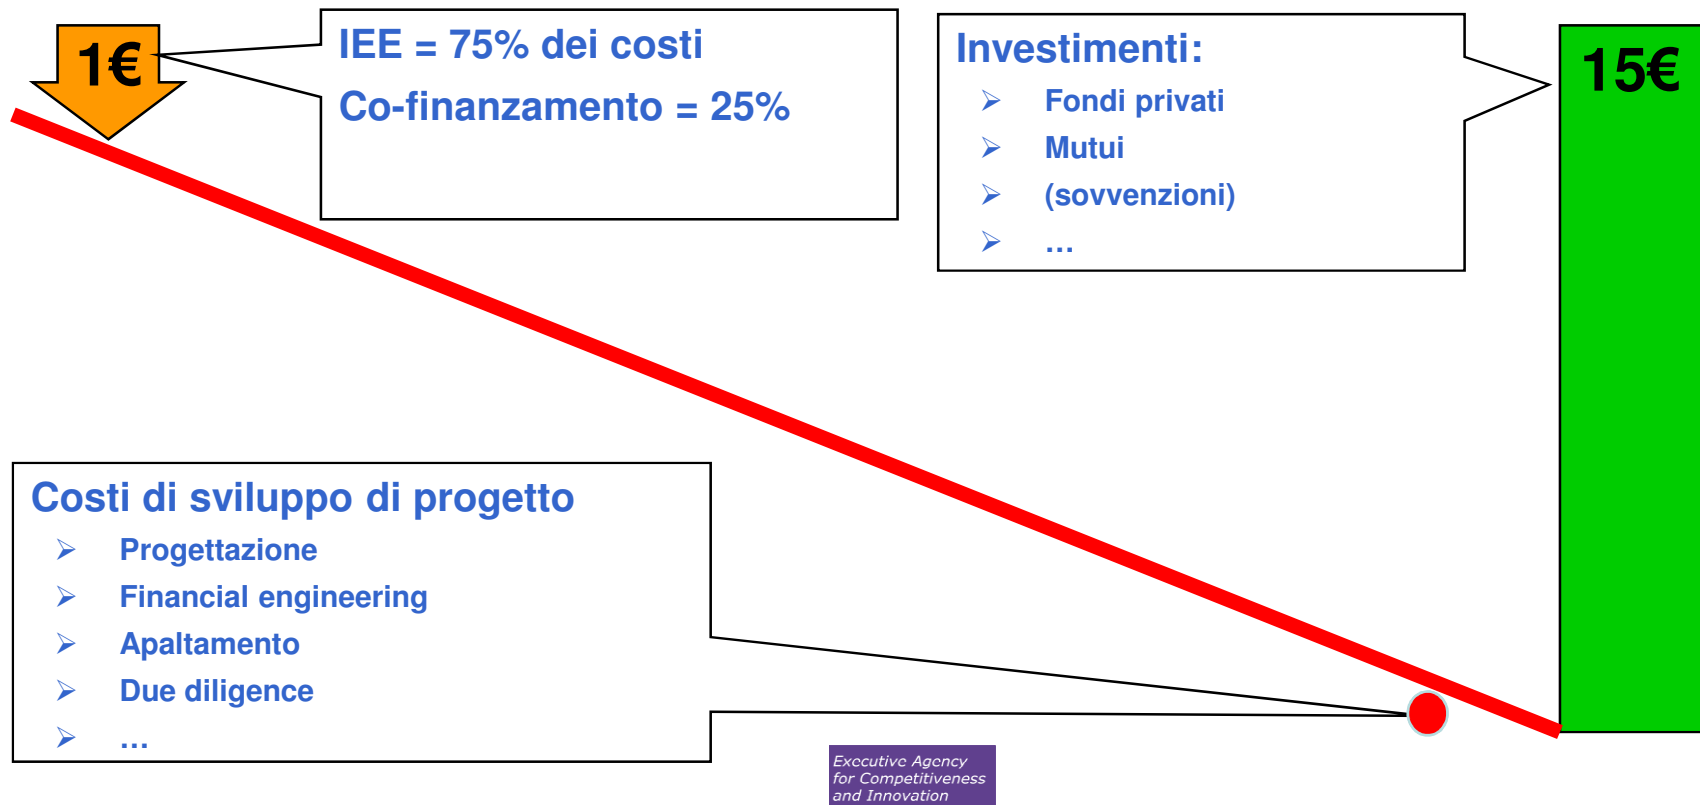 1€
IEE = 75% dei costi
Co-finanzamento = 25%
Investimenti:
➢ Fondi privati
➢ Mutui
➢ (sovvenzioni)
➢ …
15€
Costi di sviluppo di progetto
➢ Progettazione
➢ Financial engineering
➢ Apaltamento
➢ Due diligence
➢ …
Executive Agency
for Competitiveness
and Innovation